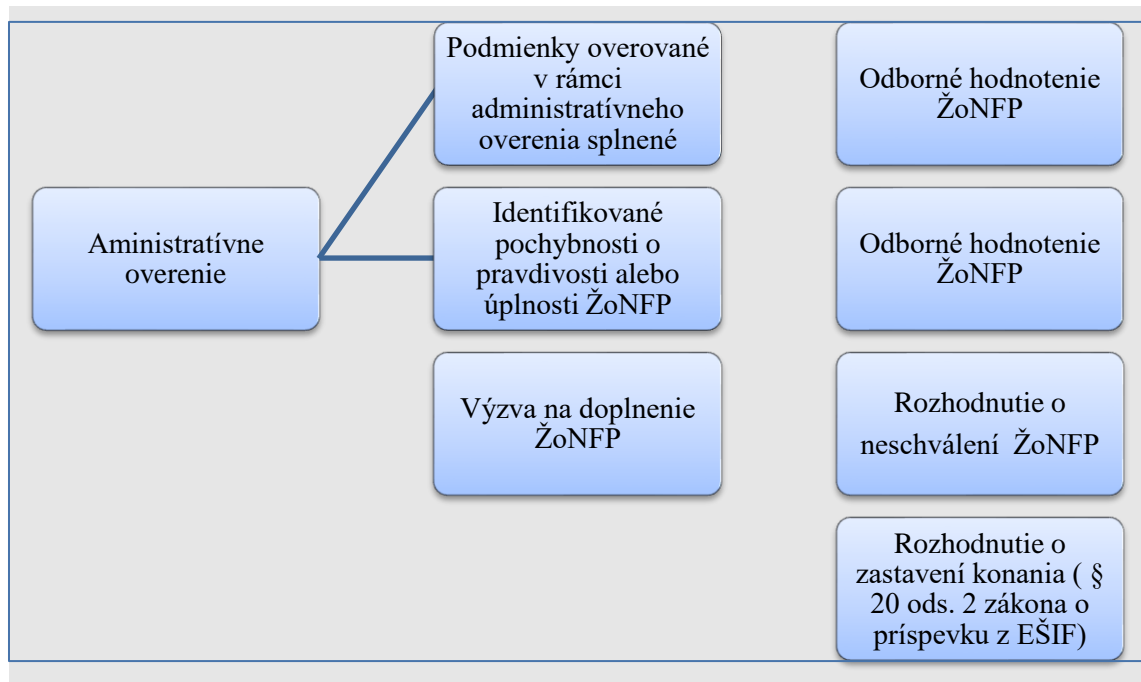 Podmienky overované
v rámci
administratívneho
overenia splnené
Odborné hodnotenie
ŽoNFP
Aministratívne
overenie
Identifikované
pochybnosti o
pravdivosti alebo
úplnosti ŽoNFP
Odborné hodnotenie
ŽoNFP
Výzva na doplnenie
ŽoNFP
Rozhodnutie o
neschválení ŽoNFP
Rozhodnutie o
zastavení konania ( §
20 ods. 2 zákona o
príspevku z EŠIF)